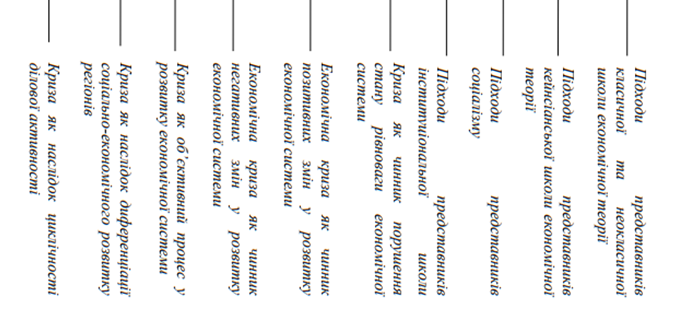 Підходи представників
класичної та неокласичної
школи економічної теорії
Підходи представників
кейнсіанської школи економічної
теорії
Підходи представників
соціалізму
Підходи представників
інституціональної школи
Криза як чинник порушення
стану рівноваги економічної
системи
Економічна криза як чинник
позитивних змін у розвитку
економічної системи
Економічна криза як чинник
негативних змін у розвитку
економічної системи
Криза як об'єктивний процес у
розвитку економічної системи
Криза як наслідок диференціації
соціально-економічного розвитку
регіонів
Криза як наслідок циклічності
ділової активності